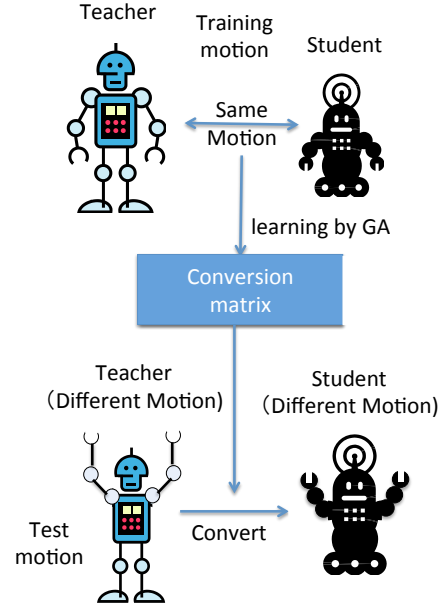 Teacher
Training
motion
Student
Same
Motion
learning by GA
Conversion
matrix
Teacher
（Different Motion)
Student
（Different Motion)
Test
motion
Convert